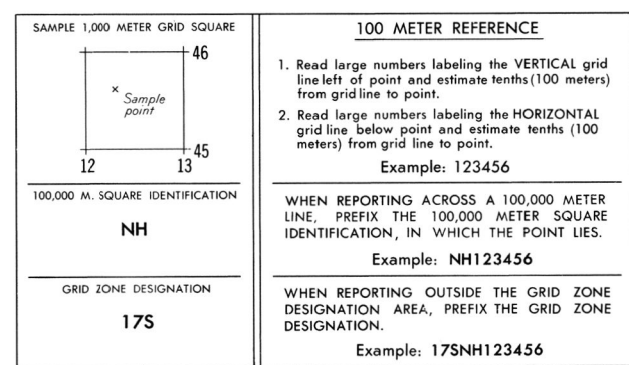 SAMPLE 1,000 METER GRID SQUARE
46
Sample
point
45
12 13
100,000 M. SQUARE IDENTIFICATION
NH
GRID ZONE DESIGNATION
17S
100 METER REFERENCE
1. Read large numbers labeling the VERTICAL grid
line left of point and estimate tenths (100 meters)
from grid line to point.
2. Read large numbers labeling the HORIZONTAL
grid line below point and estimate tenths (100
meters) from grid line to point.
Example: 123456
WHEN REPORTING ACROSS A 100,000 METER
LINE, PREFIX THE 100,000 METER SQUARE
IDENTIFICATION, IN WHICH THE POINT LIES.
Example: NH123456
WHEN REPORTING OUTSIDE THE GRID ZONE
DESIGNATION AREA, PREFIX THE GRID ZONE
DESIGNATION.
Example: 17SNH123456